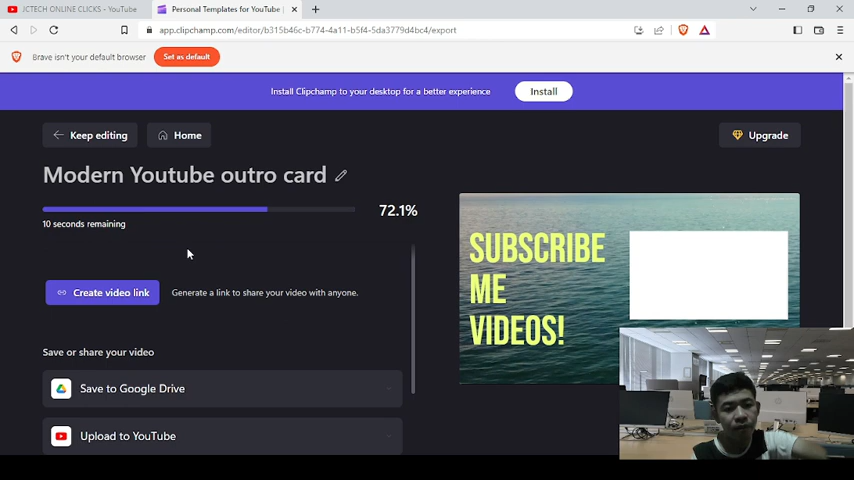 JCTECH ONLINE CLICKS - YouTube
Personal Templates for YouTube |
app.clipchamp.com/editor/b315b46c-b774-4a11-b5f4-5da3779d4bc4/export
Brave isn't your default browser
Set as default
Install Clipchamp to your desktop for a better experience
Install
Keep editing
Home
Upgrade
Modern Youtube outro card
72.1%
10 seconds remaining
SUBSCRIBE
ME
VIDEOS!
Create video link
Generate a link to share your video with anyone.
Save or share your video
Save to Google Drive
Upload to YouTube